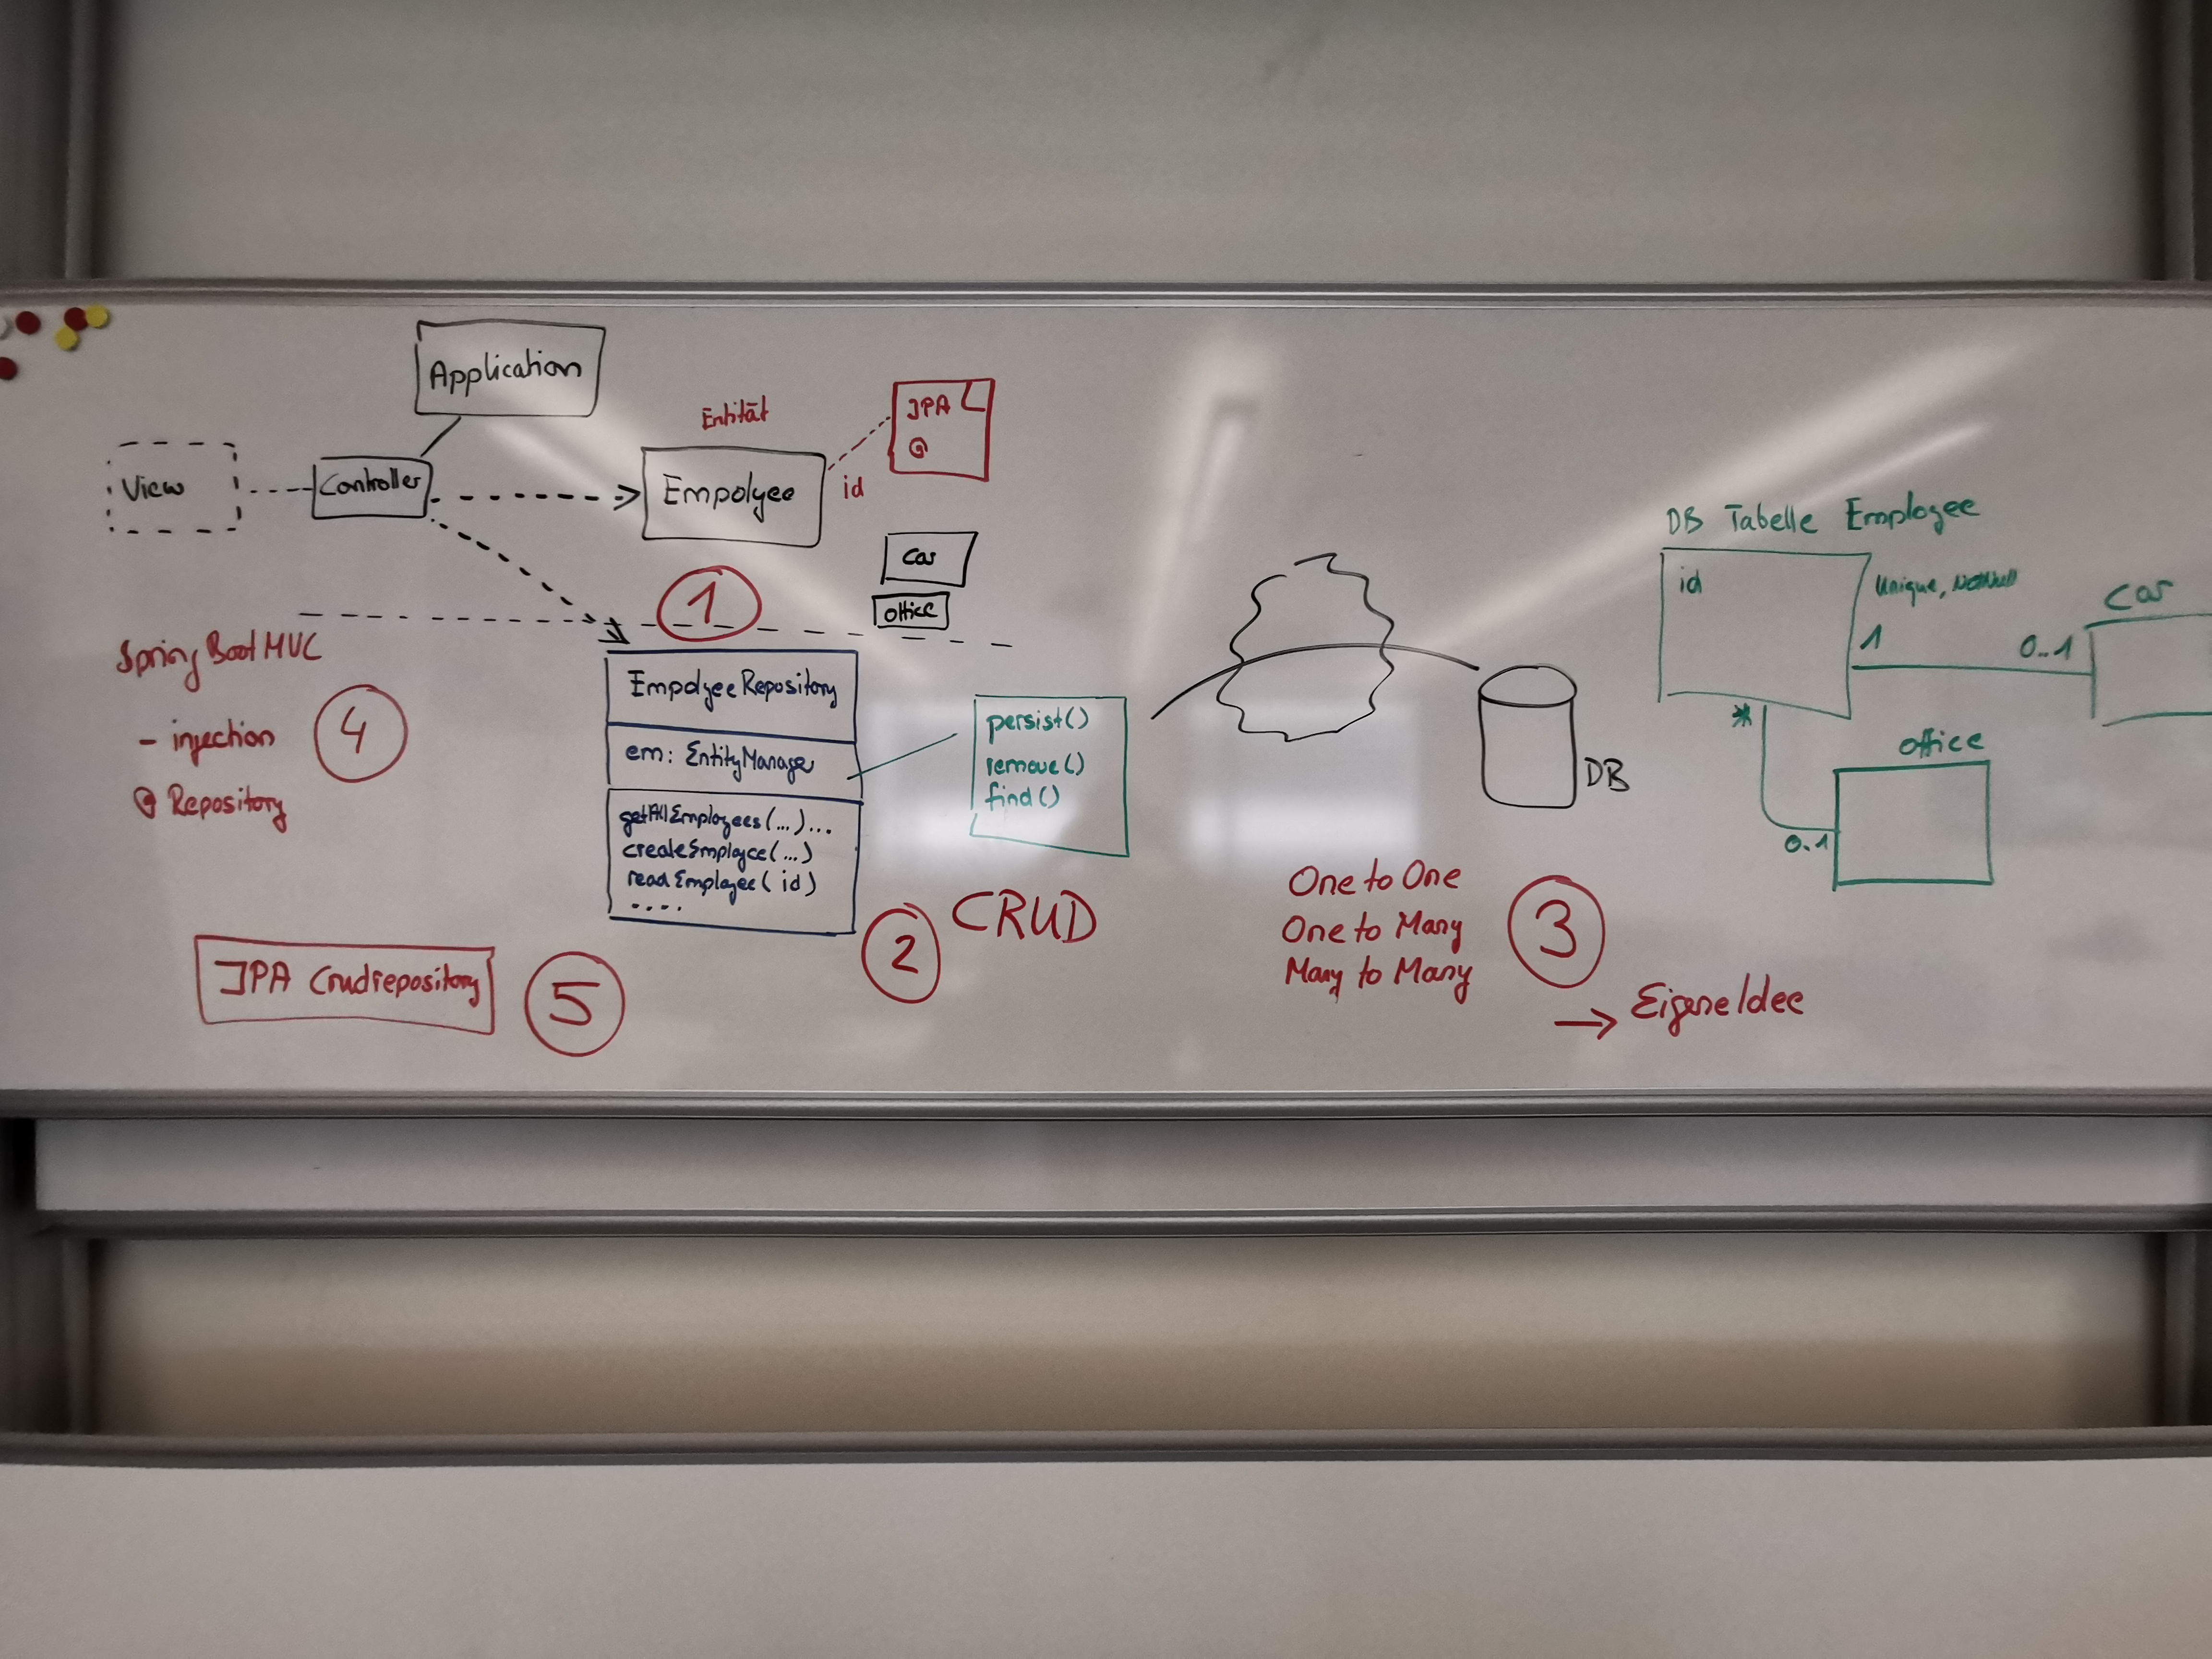 Application
View
Controller
Entität
Empolyee
id
JPA
@
Car
office
1
Spring Boot MVC
- injection
@ Repository
4
EmpolyeeRepository
em: EntityManager
getAllEmployees(...)...
createEmployee(...)
readEmployee(id)
....
persist()
remove()
find()
2
CRUD
JPA Crudrepository
5
DB
One to One
One to Many
Many to Many
3
→ Eigene Idee
DB Tabelle Employee
id
Unique, NotNull
1
0..1
Car
*
office
0..1